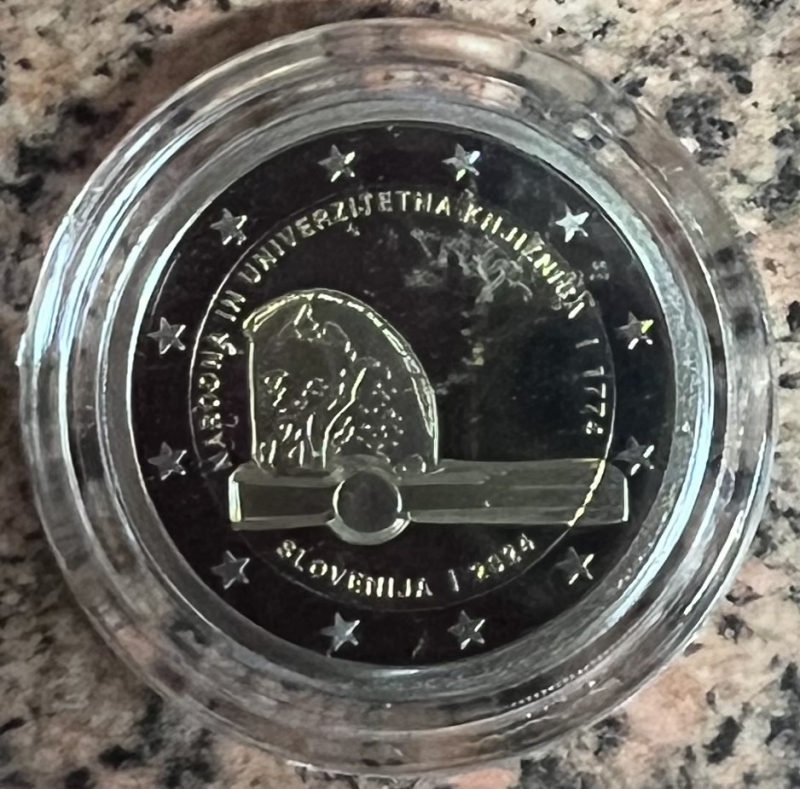 NARODNA IN UNIVERZITETNA KNJIŽNICA | 1774
SLOVENIJA | 2024